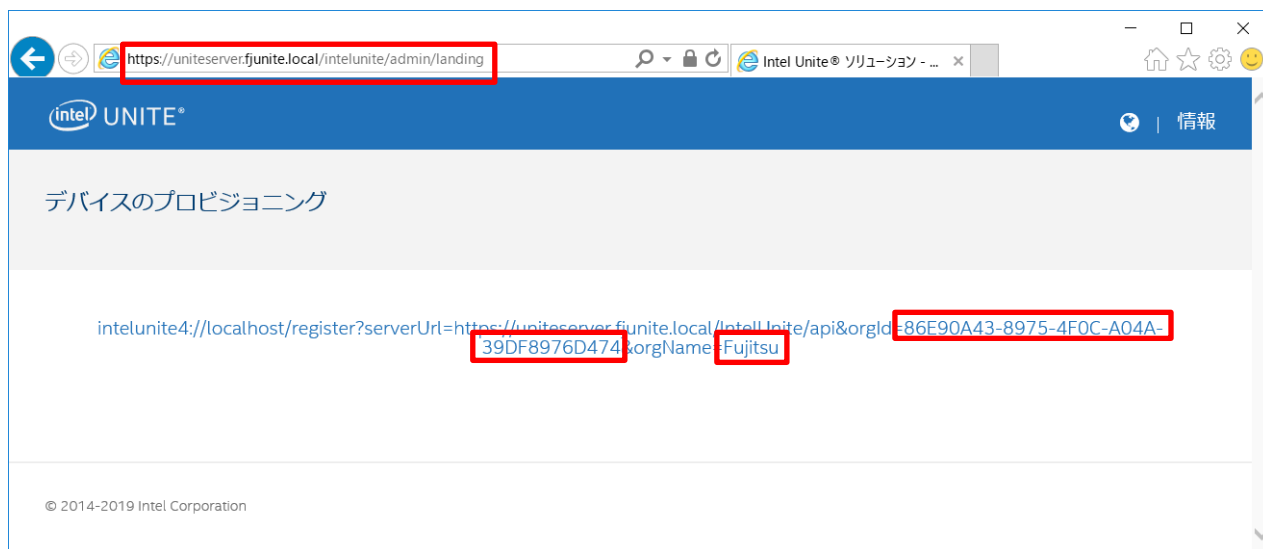 https://uniteserver.fjunite.local/intelunite/admin/landing
Intel Unite® ソリューション - ...
intel UNITE®
情報
デバイスのプロビジョニング
intelunite4://localhost/register?serverUrl=https://uniteserver.fjunite.local/IntelUnite/api&orgId=86E90A43-8975-4F0C-A04A-
39DF8976D474&orgName=Fujitsu
© 2014-2019 Intel Corporation